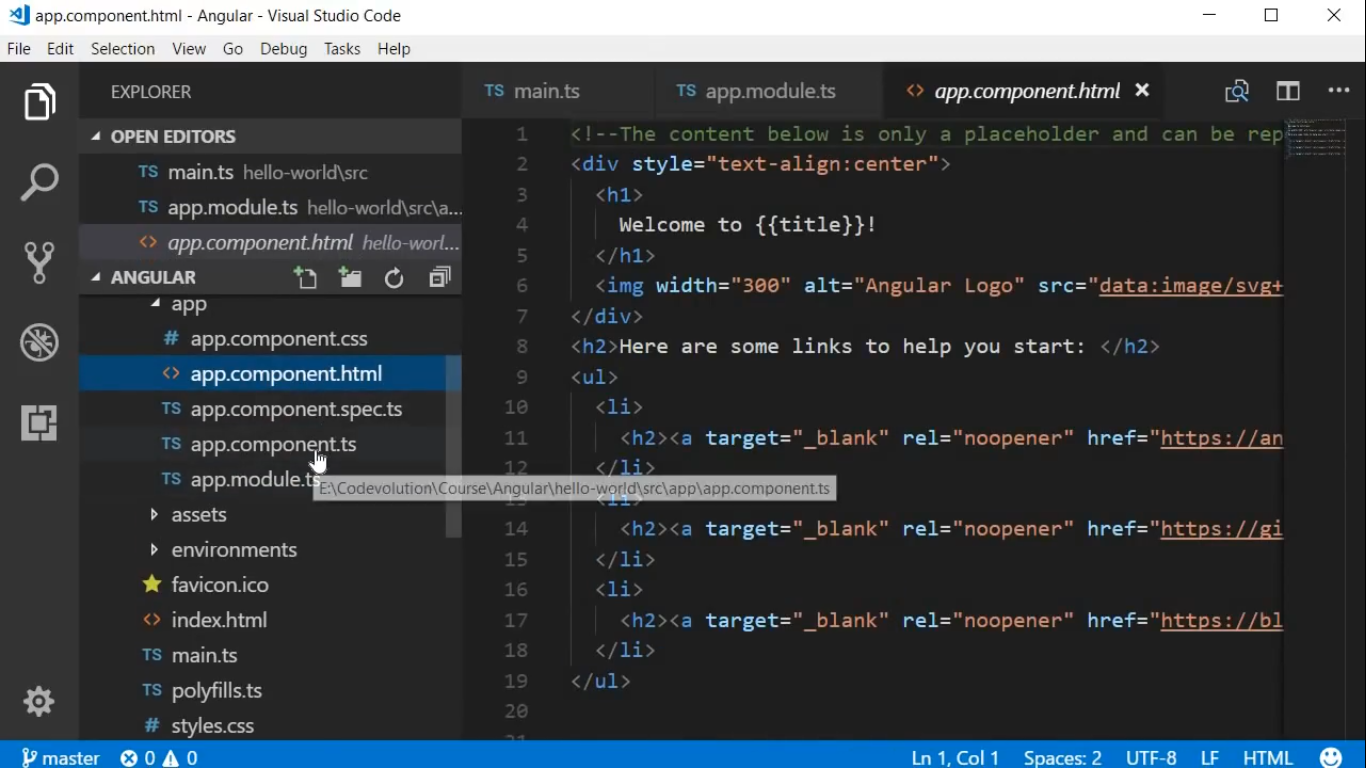 app.component.html - Angular - Visual Studio Code
File Edit Selection View Go Debug Tasks Help
EXPLORER
OPEN EDITORS
TS main.ts hello-world\src
TS app.module.ts hello-world\src\a...
<> app.component.html hello-worl...
ANGULAR
app
# app.component.css
<> app.component.html
TS app.component.spec.ts
TS app.component.ts
TS app.module.ts
E:\Codevolution\Course\Angular\hello-world\src\app\app.component.ts
assets
environments
favicon.ico
<> index.html
TS main.ts
TS polyfills.ts
# styles.css
TS main.ts TS app.module.ts <> app.component.html
1 <!--The content below is only a placeholder and can be rep
2 <div style="text-align:center">
3 <h1>
4 Welcome to {{title}}!
5 </h1>
6 <img width="300" alt="Angular Logo" src="data:image/svg+
7 </div>
8 <h2>Here are some links to help you start: </h2>
9 <ul>
10 <li>
11 <h2><a target="_blank" rel="noopener" href="https://an
12 </li>
<li>
14 <h2><a target="_blank" rel="noopener" href="https://gi
15 </li>
16 <li>
17 <h2><a target="_blank" rel="noopener" href="https://bl
18 </li>
19 </ul>
20
master 0 0 Ln 1, Col 1 Spaces: 2 UTF-8 LF HTML